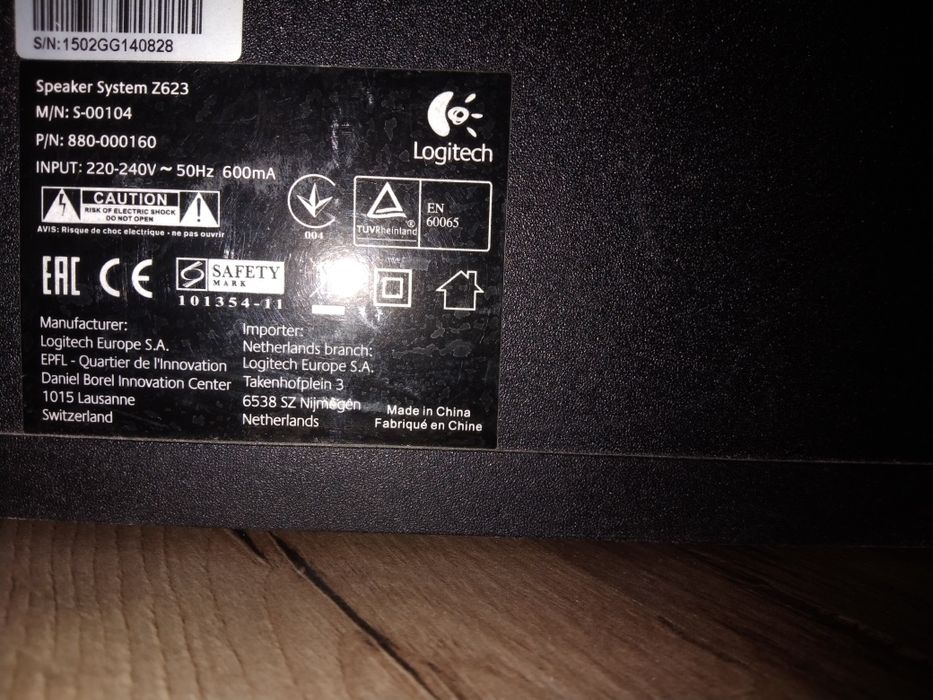 S/N:1502GG140828
Speaker System Z623
M/N: S-00104
P/N: 880-000160
INPUT: 220-240V ~ 50Hz 600mA
Logitech
CAUTION
RISK OF ELECTRIC SHOCK
DO NOT OPEN
AVIS: Risque de choc electrique - ne pas ouvrir
004
TÜVRheinland®
EN
60065
EAC CE
SAFETY
MARK
101354-11
Manufacturer:
Logitech Europe S.A.
EPFL - Quartier de l'Innovation
Daniel Borel Innovation Center
1015 Lausanne
Switzerland
Importer:
Netherlands branch:
Logitech Europe S.A.
Takenhofplein 3
6538 SZ Nijmegen
Netherlands
Made in China
Fabriqué en Chine